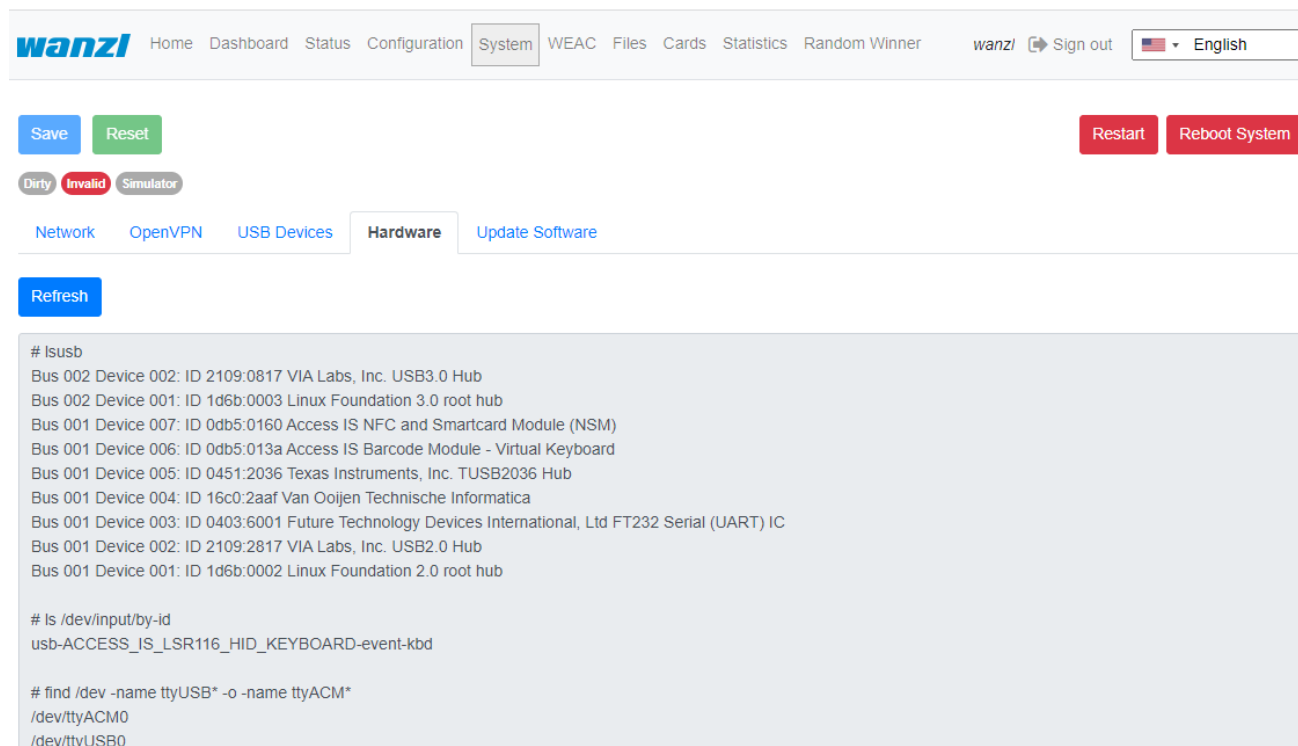 wanzl Home Dashboard Status Configuration System WEAC Files Cards Statistics Random Winner wanzl Sign out English
Save Reset Restart Reboot System
Dirty Invalid Simulator
Network OpenVPN USB Devices Hardware Update Software
Refresh
# lsusb
Bus 002 Device 002: ID 2109:0817 VIA Labs, Inc. USB3.0 Hub
Bus 002 Device 001: ID 1d6b:0003 Linux Foundation 3.0 root hub
Bus 001 Device 007: ID 0db5:0160 Access IS NFC and Smartcard Module (NSM)
Bus 001 Device 006: ID 0db5:013a Access IS Barcode Module - Virtual Keyboard
Bus 001 Device 005: ID 0451:2036 Texas Instruments, Inc. TUSB2036 Hub
Bus 001 Device 004: ID 16c0:2aaf Van Ooijen Technische Informatica
Bus 001 Device 003: ID 0403:6001 Future Technology Devices International, Ltd FT232 Serial (UART) IC
Bus 001 Device 002: ID 2109:2817 VIA Labs, Inc. USB2.0 Hub
Bus 001 Device 001: ID 1d6b:0002 Linux Foundation 2.0 root hub
# ls /dev/input/by-id
usb-ACCESS_IS_LSR116_HID_KEYBOARD-event-kbd
# find /dev -name ttyUSB* -o -name ttyACM*
/dev/ttyACM0
/dev/ttyUSB0